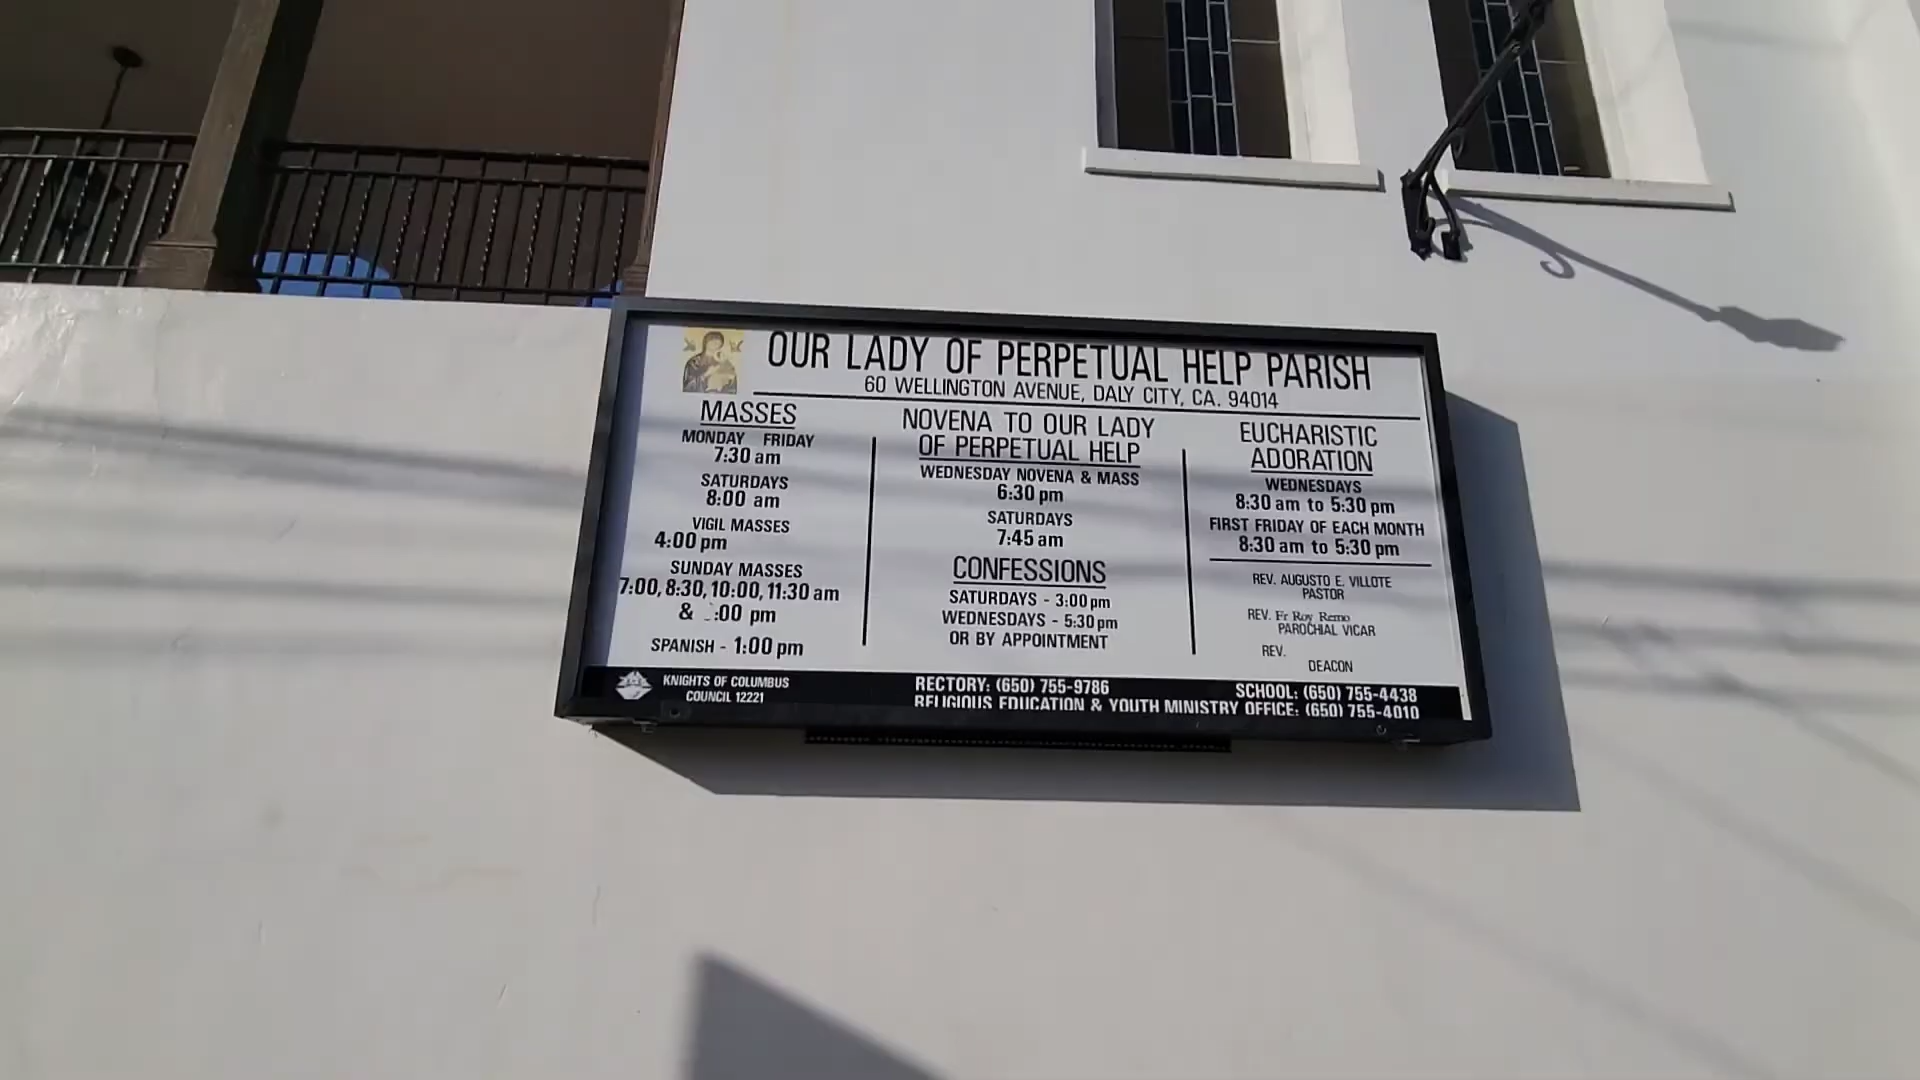 OUR LADY OF PERPETUAL HELP PARISH
60 WELLINGTON AVENUE, DALY CITY, CA. 94014
MASSES
MONDAY FRIDAY
7:30 am
SATURDAYS
8:00 am
VIGIL MASSES
4:00 pm
SUNDAY MASSES
7:00, 8:30, 10:00, 11:30 am
& :00 pm
SPANISH - 1:00 pm
NOVENA TO OUR LADY
OF PERPETUAL HELP
WEDNESDAY NOVENA & MASS
6:30 pm
SATURDAYS
7:45 am
CONFESSIONS
SATURDAYS - 3:00 pm
WEDNESDAYS - 5:30 pm
OR BY APPOINTMENT
EUCHARISTIC
ADORATION
WEDNESDAYS
8:30 am to 5:30 pm
FIRST FRIDAY OF EACH MONTH
8:30 am to 5:30 pm
REV. AUGUSTO E. VILLOTE
PASTOR
REV. Fr Roy Remo
PAROCHIAL VICAR
REV.
DEACON
KNIGHTS OF COLUMBUS
COUNCIL 12221
RECTORY: (650) 755-9786
SCHOOL: (650) 755-4438
RELIGIOUS EDUCATION & YOUTH MINISTRY OFFICE: (650) 755-4010